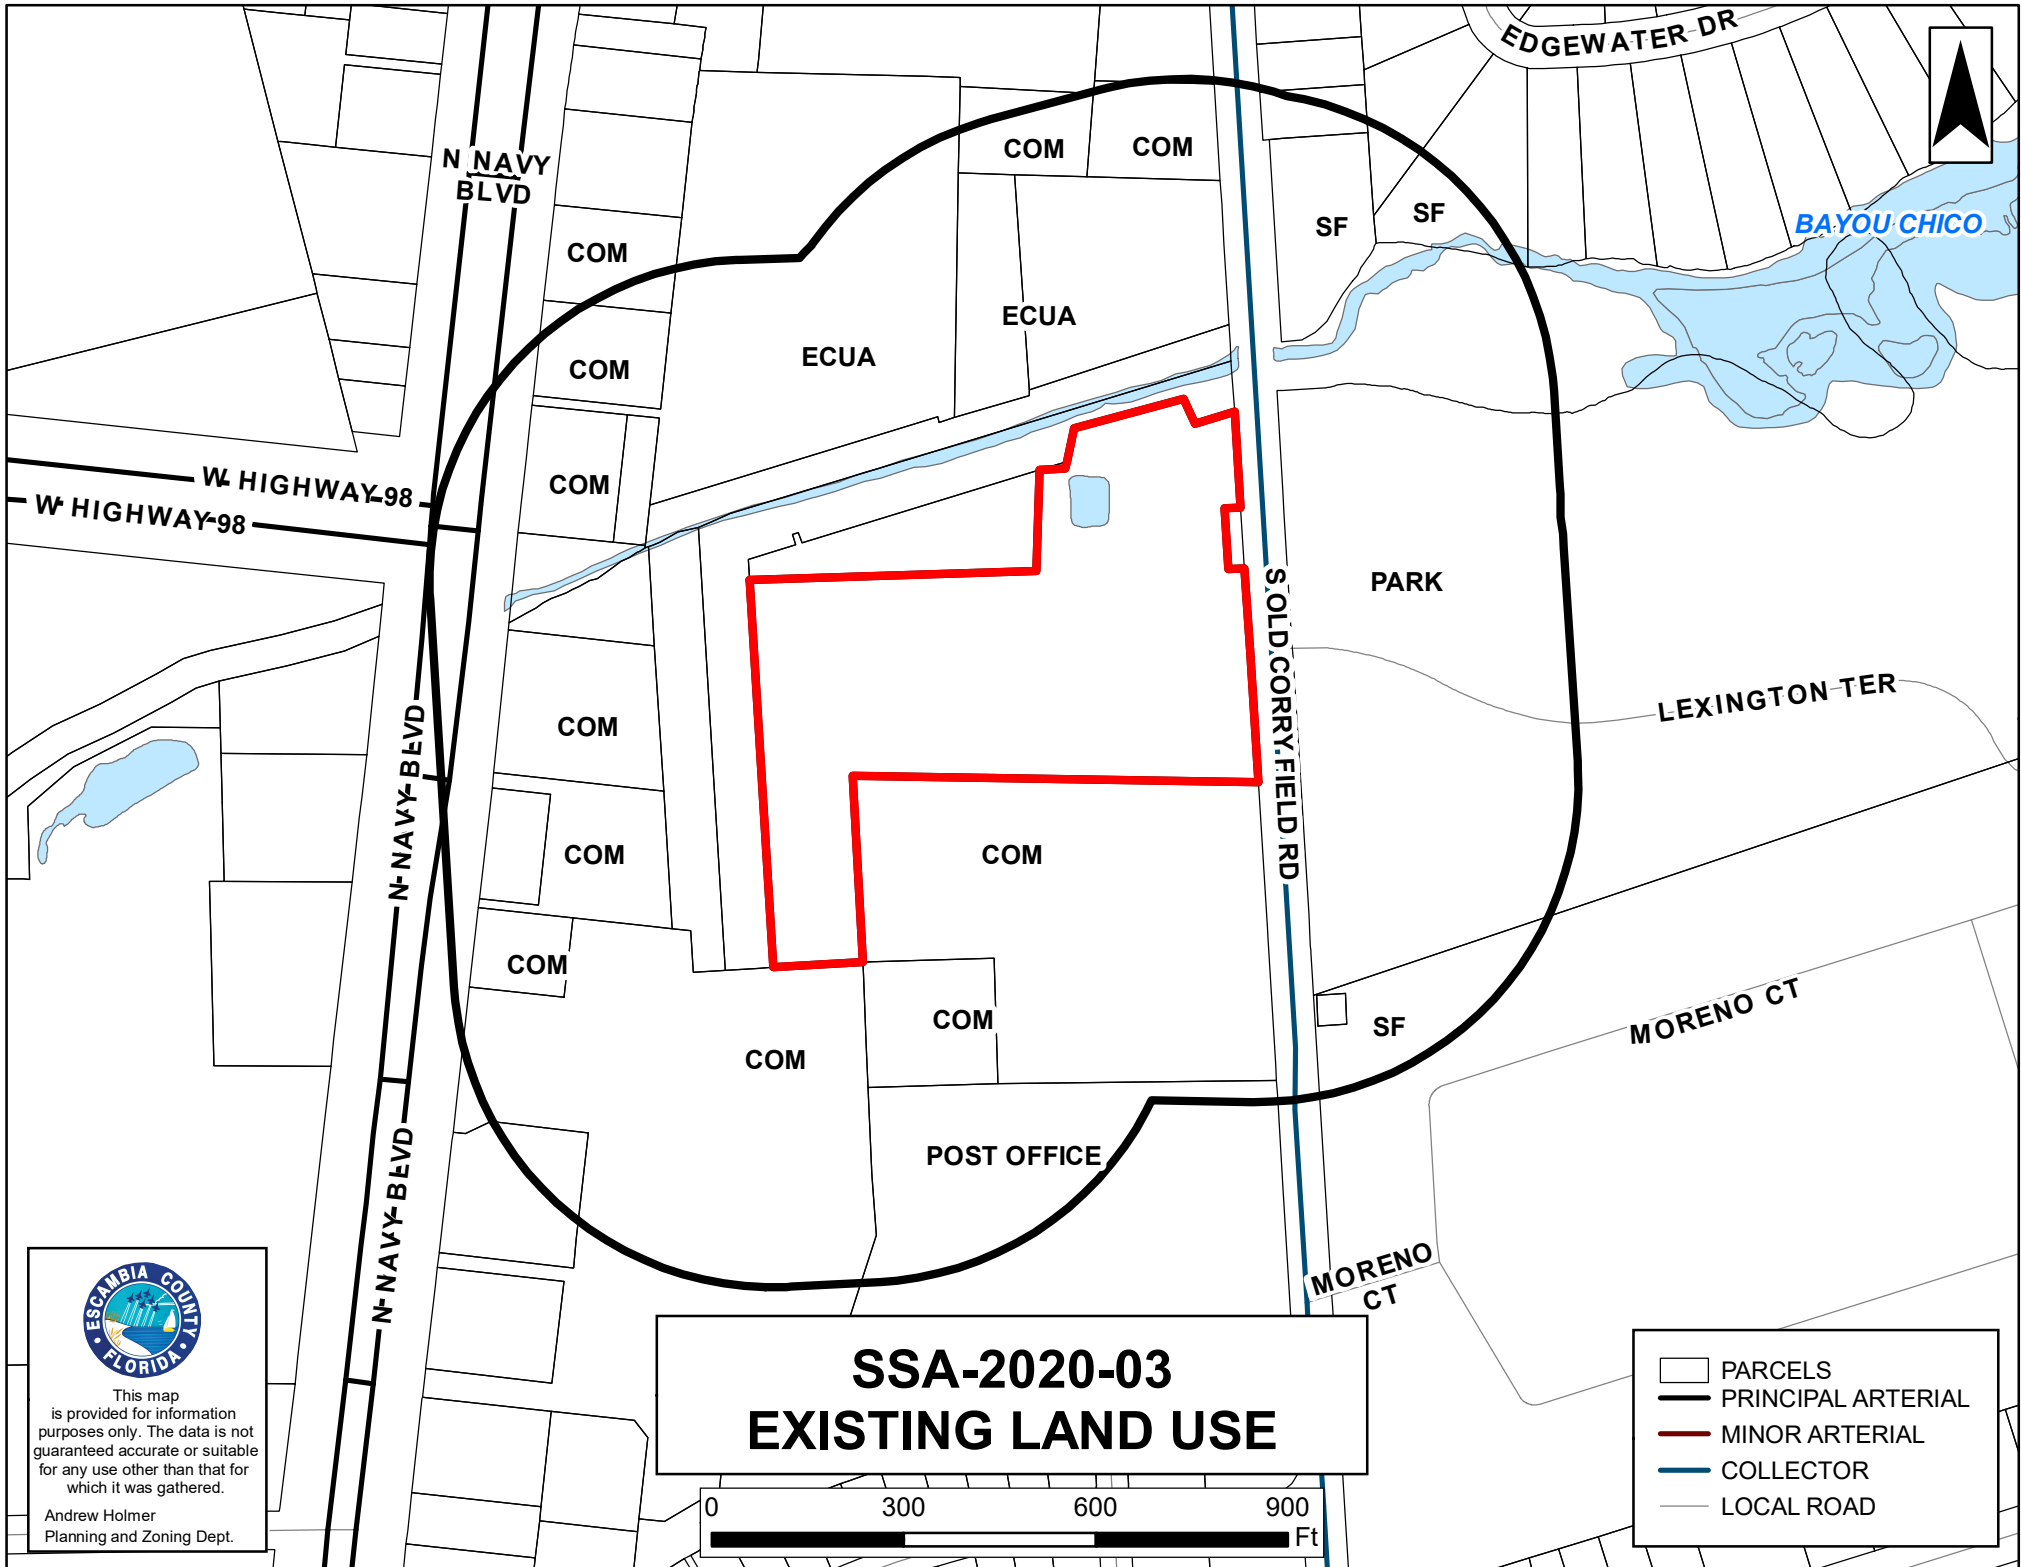 EDGEWATER DR
N NAVY
BLVD
COM
COM
SF
SF
BAYOU CHICO
COM
ECUA
ECUA
COM
W HIGHWAY 98
W HIGHWAY 98
COM
S OLD CORRY FIELD RD
PARK
LEXINGTON TER
N NAVY BLVD
COM
COM
COM
COM
COM
COM
SF
MORENO CT
POST OFFICE
N NAVY BLVD
MORENO
CT
ESCAMBIA COUNTY
FLORIDA
This map
is provided for information
purposes only. The data is not
guaranteed accurate or suitable
for any use other than that for
which it was gathered.
Andrew Holmer
Planning and Zoning Dept.
SSA-2020-03
EXISTING LAND USE
0 300 600 900
Ft
PARCELS
PRINCIPAL ARTERIAL
MINOR ARTERIAL
COLLECTOR
LOCAL ROAD